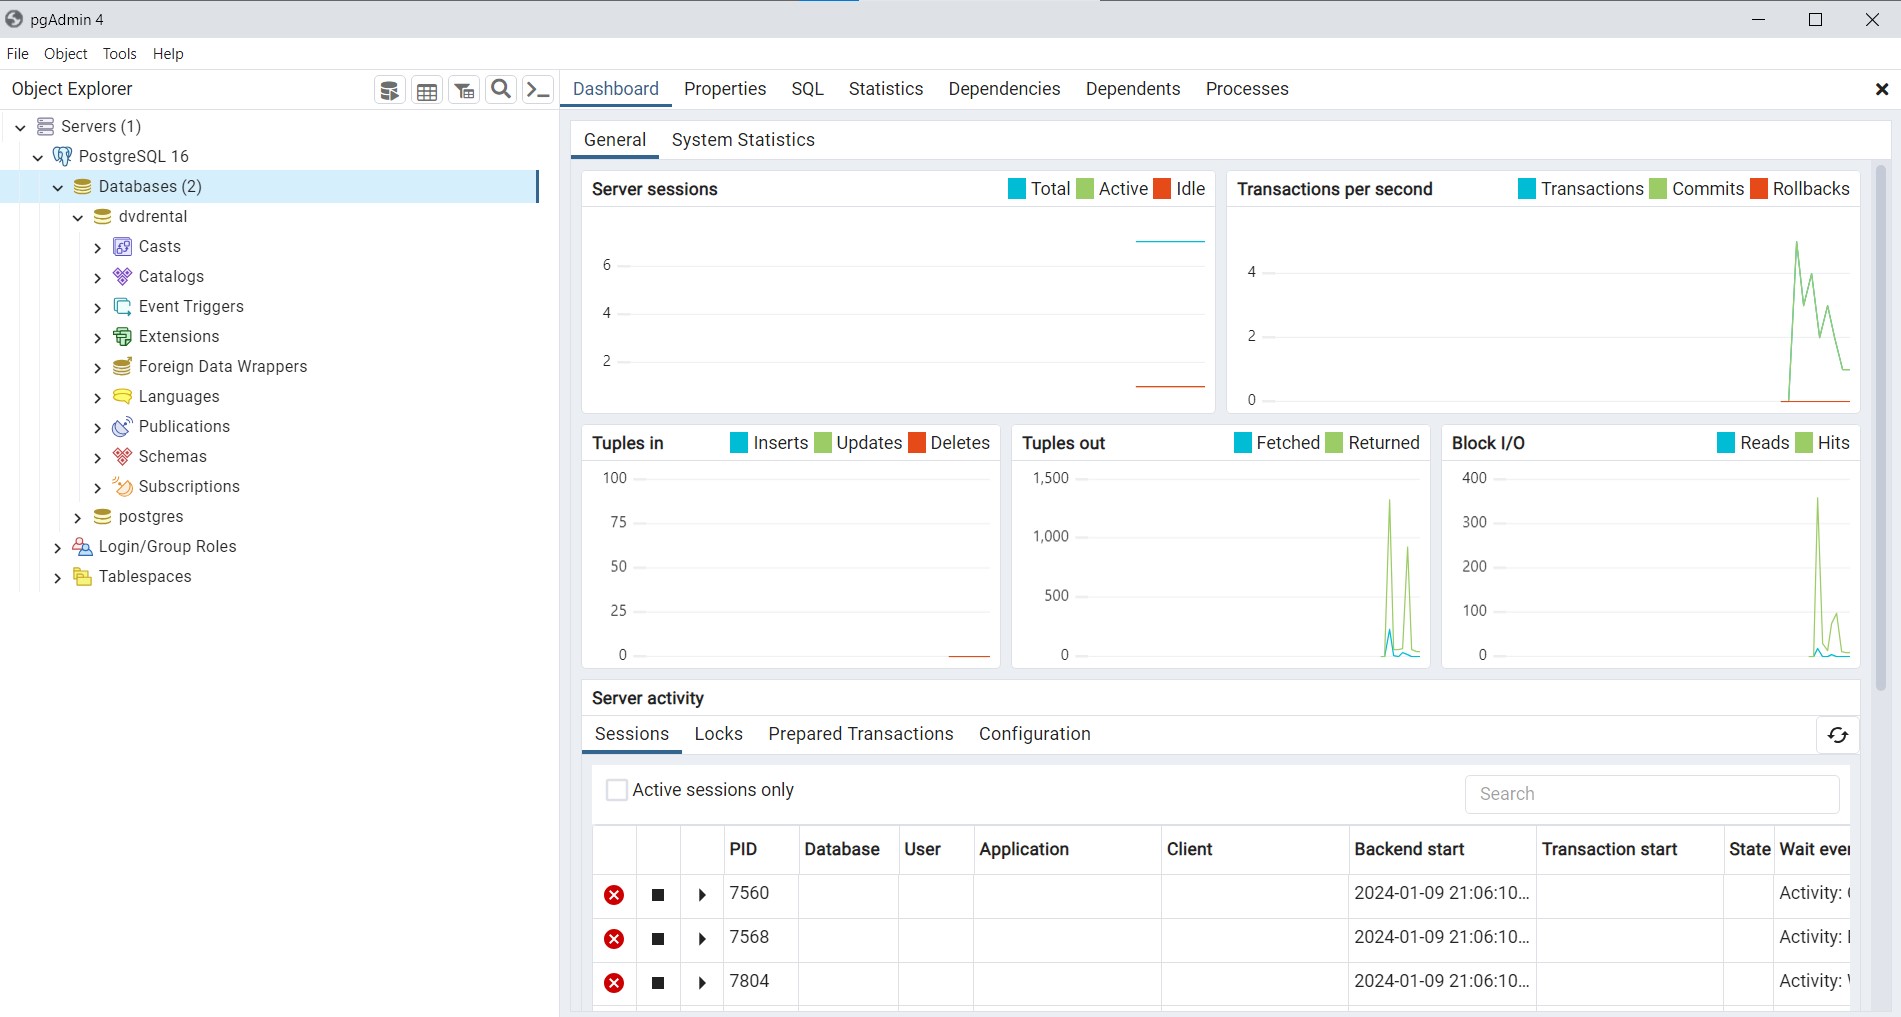 pgAdmin 4
File Object Tools Help
Object Explorer
Servers (1)
PostgreSQL 16
Databases (2)
dvdrental
Casts
Catalogs
Event Triggers
Extensions
Foreign Data Wrappers
Languages
Publications
Schemas
Subscriptions
postgres
Login/Group Roles
Tablespaces
Dashboard Properties SQL Statistics Dependencies Dependents Processes
General System Statistics
Server sessions Total Active Idle
6
4
2
Transactions per second Transactions Commits Rollbacks
4
2
0
Tuples in Inserts Updates Deletes
100
75
50
25
0
Tuples out Fetched Returned
1,500
1,000
500
0
Block I/O Reads Hits
400
300
200
100
0
Server activity
Sessions Locks Prepared Transactions Configuration
Active sessions only Search
PID Database User Application Client Backend start Transaction start State Wait ever
7560 2024-01-09 21:06:10... Activity:
7568 2024-01-09 21:06:10... Activity:
7804 2024-01-09 21:06:10... Activity: